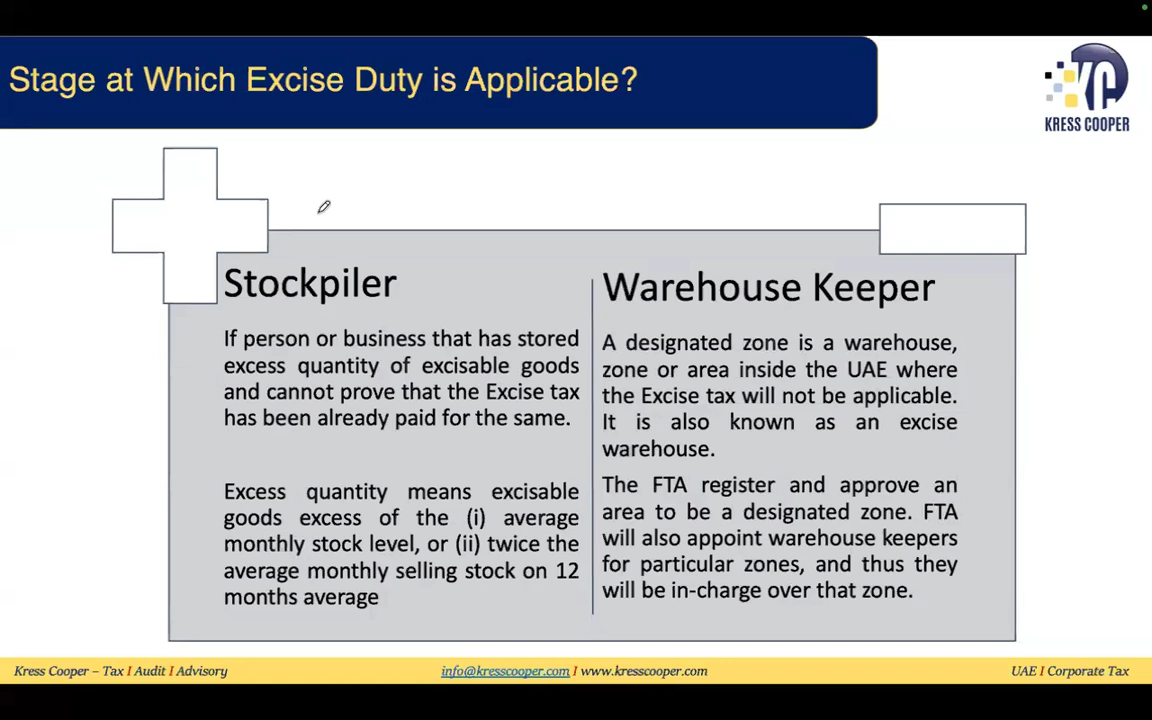 Stage at Which Excise Duty is Applicable?
KC
KRESS COOPER
Stockpiler
If person or business that has stored
excess quantity of excisable goods
and cannot prove that the Excise tax
has been already paid for the same.
Excess quantity means excisable
goods excess of the (i) average
monthly stock level, or (ii) twice the
average monthly selling stock on 12
months average
Warehouse Keeper
A designated zone is a warehouse,
zone or area inside the UAE where
the Excise tax will not be applicable.
It is also known as an excise
warehouse.
The FTA register and approve an
area to be a designated zone. FTA
will also appoint warehouse keepers
for particular zones, and thus they
will be in-charge over that zone.
Kress Cooper – Tax I Audit I Advisory
info@kresscooper.com I www.kresscooper.com
UAE I Corporate Tax